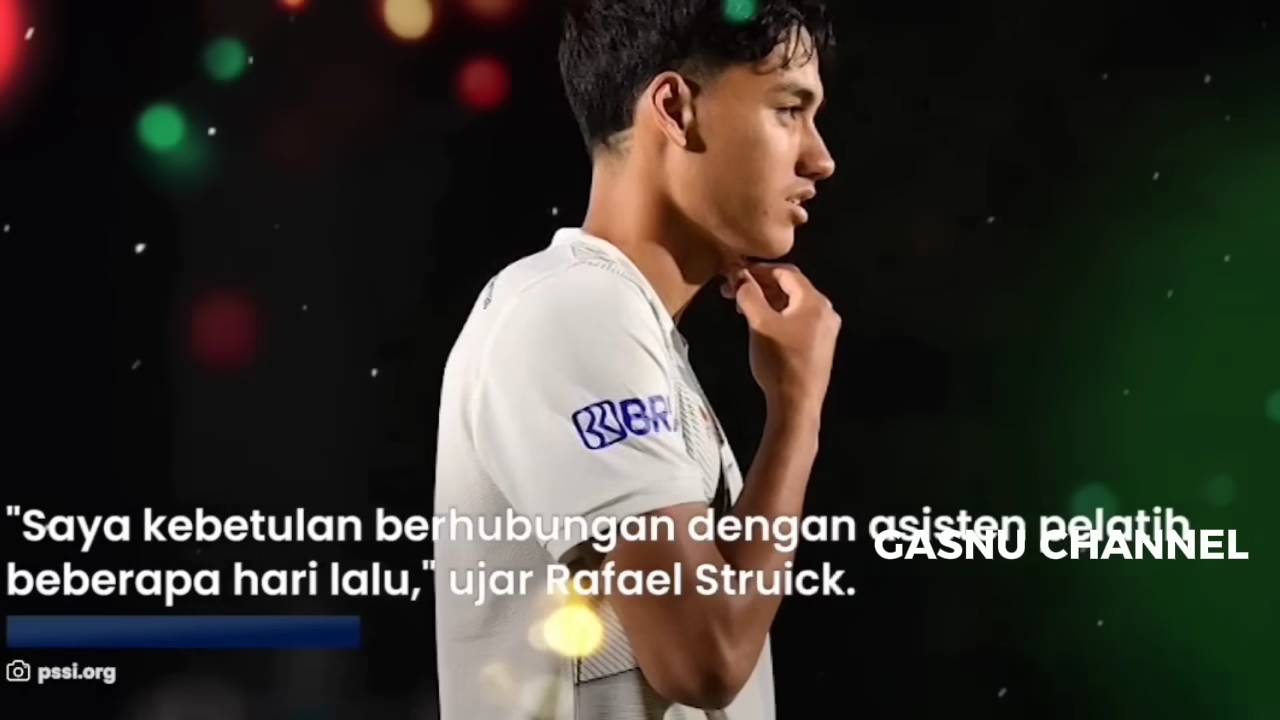 BRI
"Saya kebetulan berhubungan dengan asisten pelatih
GASNU CHANNEL
beberapa hari lalu," ujar Rafael Struick.
pssi.org